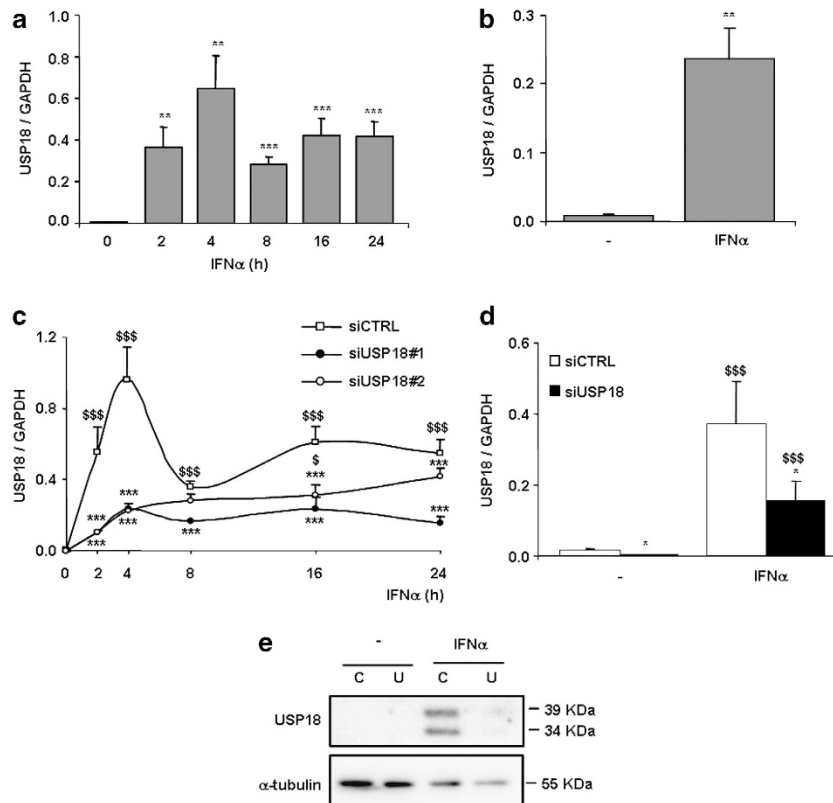 a
USP18 / GAPDH
1.0
0.8
0.6
0.4
0.2
0.0
**
**
***
***
***
0 2 4 8 16 24
IFNα (h)
b
USP18 / GAPDH
0.3
0.2
0.1
0.0
**
- IFNα
c
USP18 / GAPDH
1.2
0.8
0.4
0.0
siCTRL
siUSP18#1
siUSP18#2
$$$
$$$
$$$
$$$
$$$
$
***
***
***
***
***
***
***
***
***
0 2 4 8 16 24
IFNα (h)
d
USP18 / GAPDH
0.6
0.4
0.2
0.0
siCTRL
siUSP18
*
$$$
$$$
*
- IFNα
e
- IFNα
C U C U
USP18
39 KDa
34 KDa
α-tubulin
55 KDa